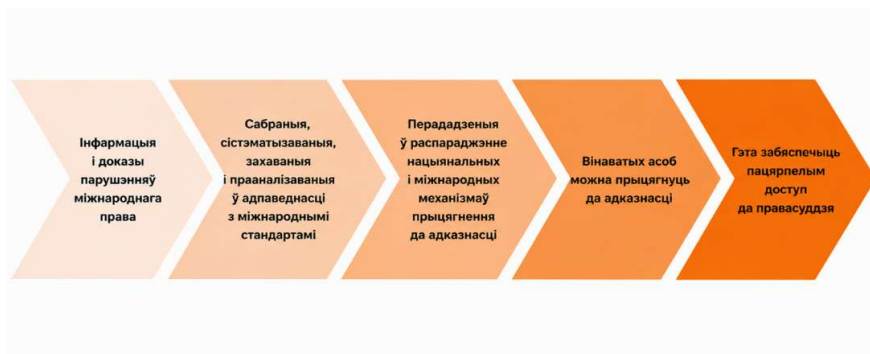 Інфармацыя
і доказы
парушэнняў
міжнароднага
права
Сабраныя,
сістэматызаваныя,
захаваныя
і прааналізаваныя
ў адпаведнасці
з міжнароднымі
стандартамі
Перададзеныя
ў распараджэнне
нацыянальных
і міжнародных
механізмаў
прыцягнення
да адказнасці
Вінаватых асоб
можна прыцягнуць
да адказнасці
Гэта забяспечыць
пацярпелым
доступ
да правасуддзя